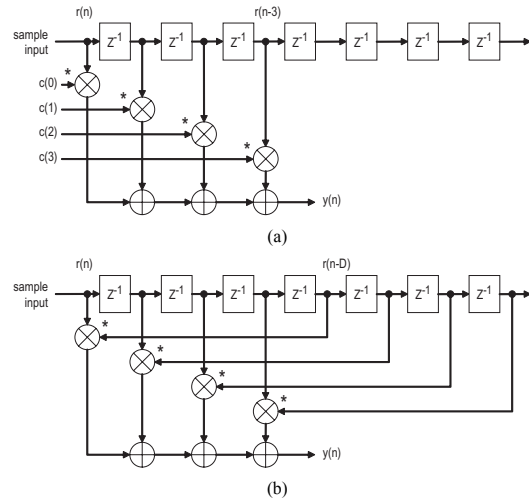 r(n) r(n-3)
sample input Z⁻¹ Z⁻¹ Z⁻¹ Z⁻¹ Z⁻¹ Z⁻¹ Z⁻¹
c(0) *
c(1) *
c(2) *
c(3) *
y(n)
(a)
r(n) r(n-D)
sample input Z⁻¹ Z⁻¹ Z⁻¹ Z⁻¹ Z⁻¹ Z⁻¹ Z⁻¹
*
*
*
*
y(n)
(b)